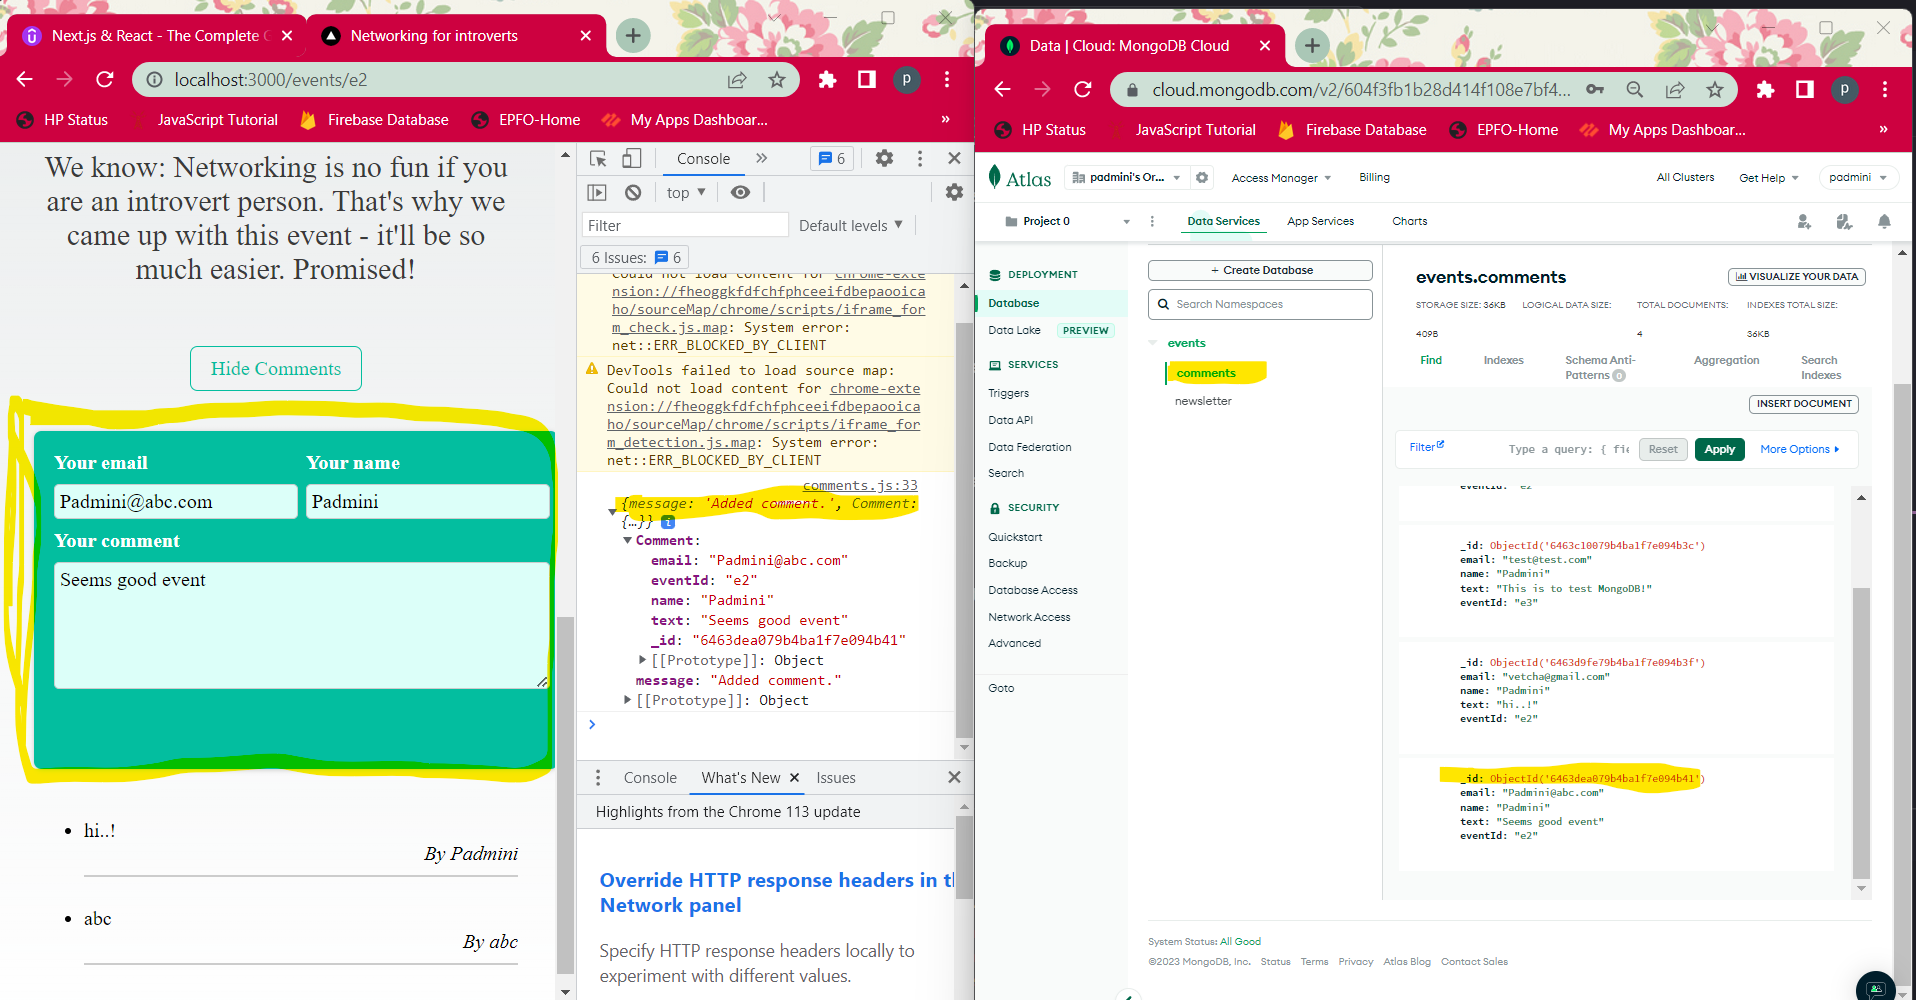 Next.js & React - The Complete
Networking for introverts
localhost:3000/events/e2
p
HP Status
JavaScript Tutorial
Firebase Database
EPFO-Home
My Apps Dashboar...
»
We know: Networking is no fun if you
are an introvert person. That's why we
came up with this event - it'll be so
much easier. Promised!
Hide Comments
Your email
Your name
Padmini@abc.com
Padmini
Your comment
Seems good event
hi..!
By Padmini
abc
By abc
Console
»
6
top
Filter
Default levels
6 Issues:
6
Could not load content for chrome-exte
nsion://fheoggkfdfchfphceeifdbepaooica
ho/sourceMap/chrome/scripts/iframe_for
m_check.js.map: System error:
net::ERR_BLOCKED_BY_CLIENT
DevTools failed to load source map:
Could not load content for chrome-exte
nsion://fheoggkfdfchfphceeifdbepaooica
ho/sourceMap/chrome/scripts/iframe_for
m_detection.js.map: System error:
net::ERR_BLOCKED_BY_CLIENT
comments.js:33
{message: 'Added comment.', Comment:
{…}}
Comment:
email: "Padmini@abc.com"
eventId: "e2"
name: "Padmini"
text: "Seems good event"
_id: "6463dea079b4ba1f7e094b41"
[[Prototype]]: Object
message: "Added comment."
[[Prototype]]: Object
Console
What's New
Issues
Highlights from the Chrome 113 update
Override HTTP response headers in t
Network panel
Specify HTTP response headers locally to
experiment with different values.
Data | Cloud: MongoDB Cloud
cloud.mongodb.com/v2/604f3fb1b28d414f108e7bf4...
p
HP Status
JavaScript Tutorial
Firebase Database
EPFO-Home
My Apps Dashboar...
»
Atlas
padmini's Or...
Access Manager
Billing
All Clusters
Get Help
padmini
Project 0
Data Services
App Services
Charts
DEPLOYMENT
Database
Data Lake
PREVIEW
SERVICES
Triggers
Data API
Data Federation
Search
SECURITY
Quickstart
Backup
Database Access
Network Access
Advanced
Goto
+ Create Database
Search Namespaces
events
comments
newsletter
events.comments
VISUALIZE YOUR DATA
STORAGE SIZE: 36KB
LOGICAL DATA SIZE:
409B
TOTAL DOCUMENTS:
4
INDEXES TOTAL SIZE:
36KB
Find
Indexes
Schema Anti-
Patterns 0
Aggregation
Search
Indexes
INSERT DOCUMENT
Filter
Type a query: { fie
Reset
Apply
More Options
eventId: "e2"
_id: ObjectId('6463c10079b4ba1f7e094b3c')
email: "test@test.com"
name: "Padmini"
text: "This is to test MongoDB!"
eventId: "e3"
_id: ObjectId('6463d9fe79b4ba1f7e094b3f')
email: "vetcha@gmail.com"
name: "Padmini"
text: "hi..!"
eventId: "e2"
_id: ObjectId('6463dea079b4ba1f7e094b41')
email: "Padmini@abc.com"
name: "Padmini"
text: "Seems good event"
eventId: "e2"
System Status: All Good
©2023 MongoDB, Inc.
Status
Terms
Privacy
Atlas Blog
Contact Sales